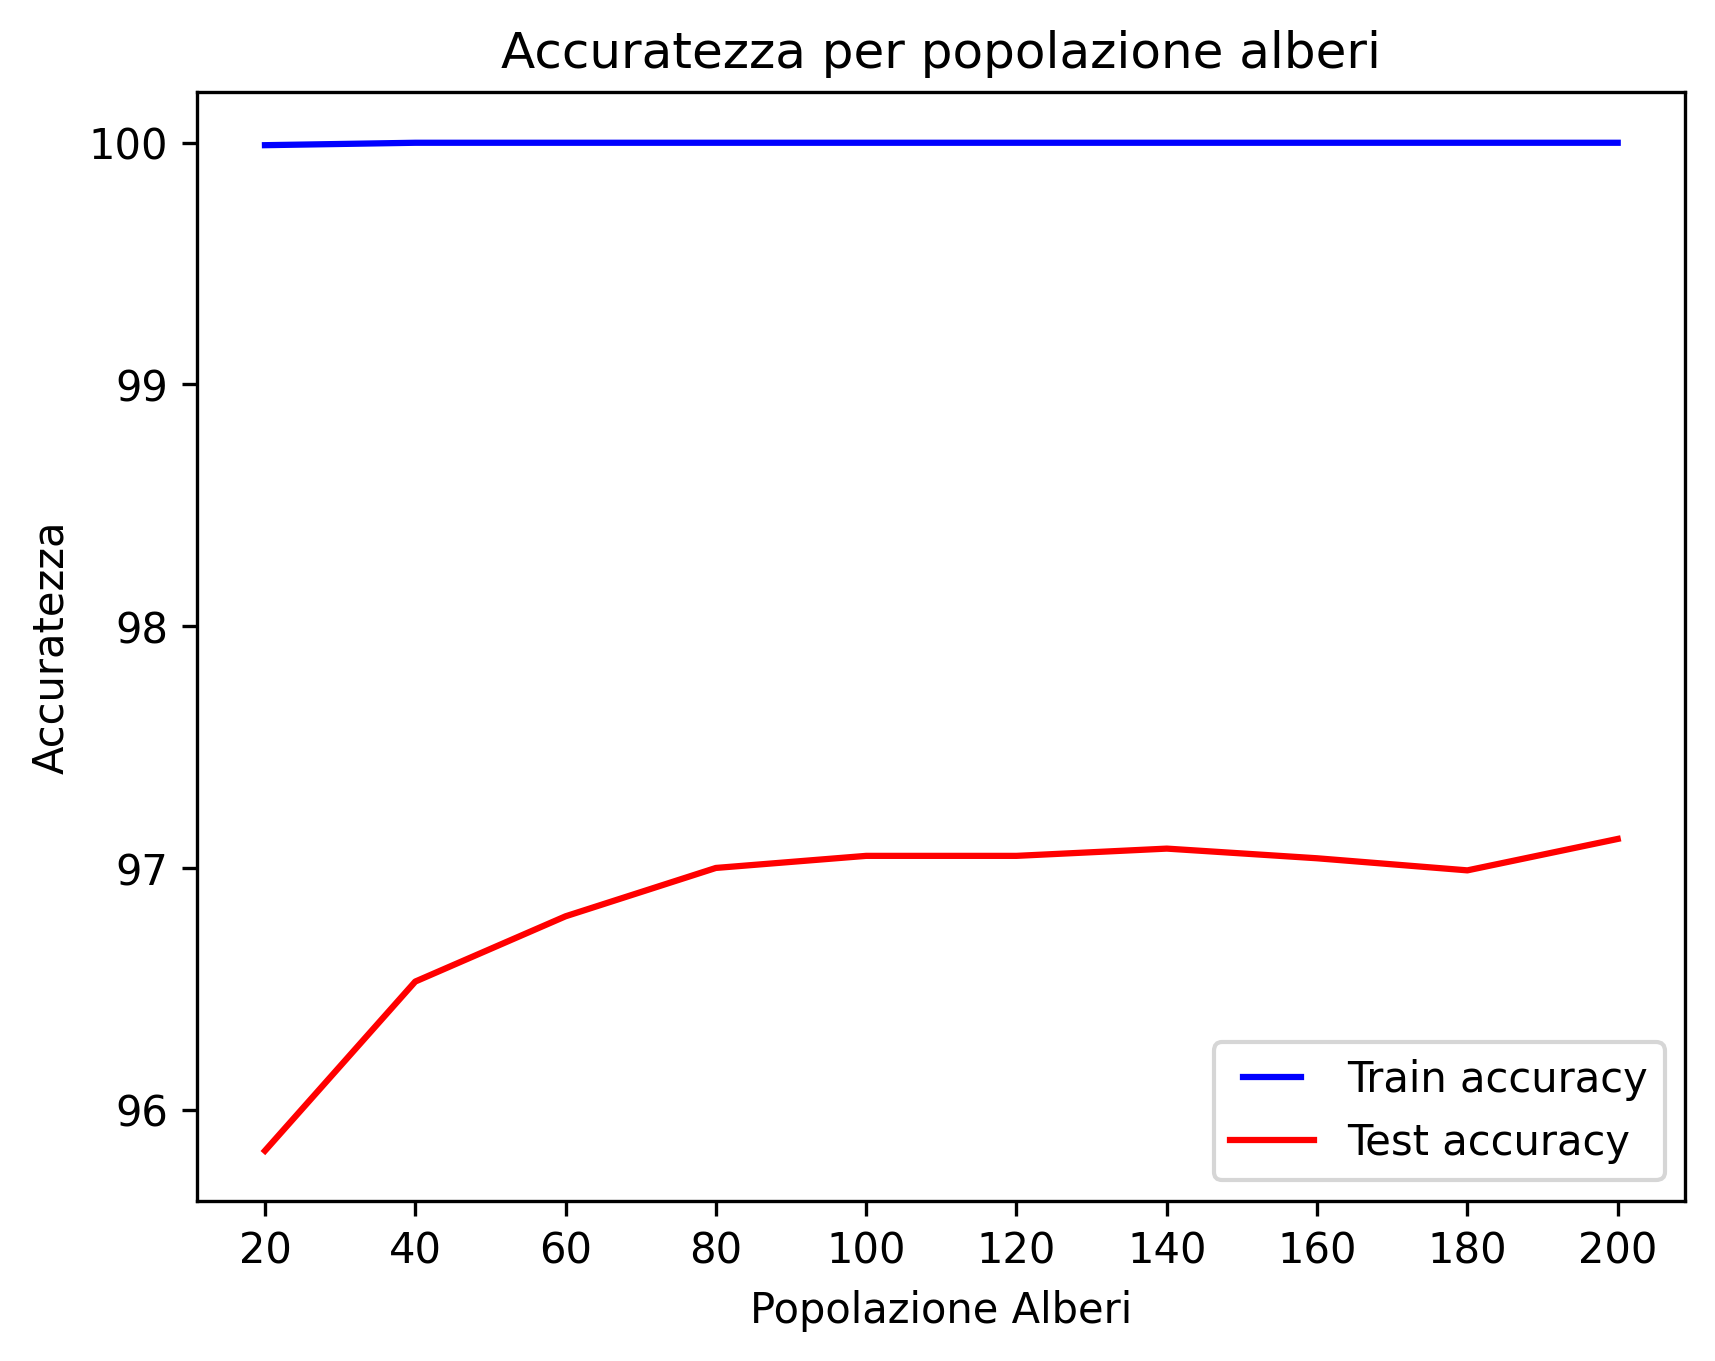 Accuratezza per popolazione alberi
100
99
98
97
96
Accuratezza
Train accuracy
Test accuracy
20 40 60 80 100 120 140 160 180 200
Popolazione Alberi